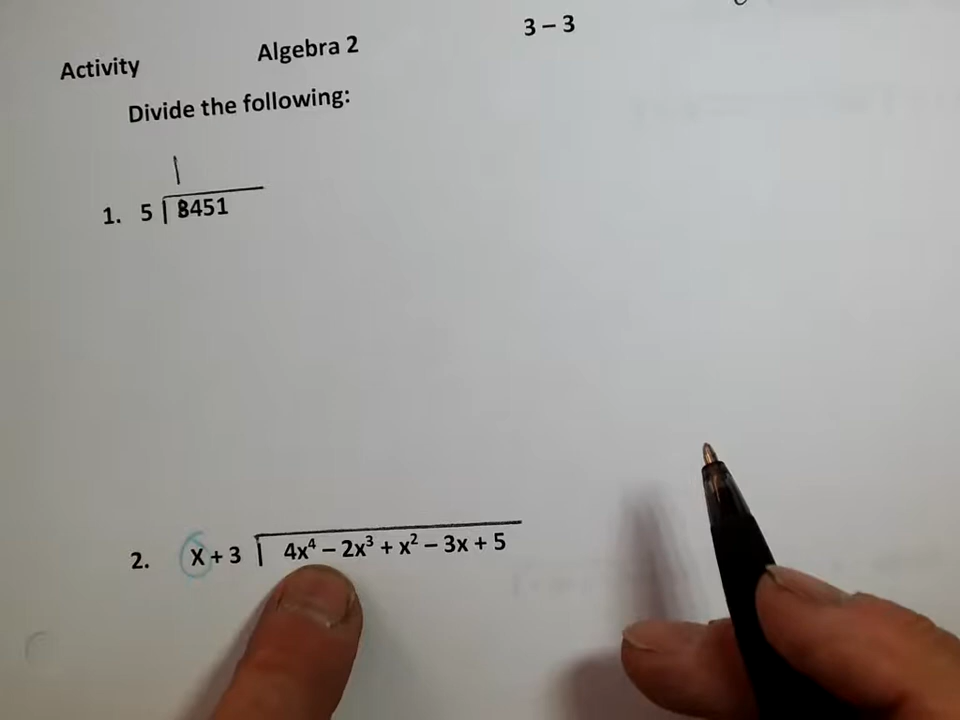 3 – 3
Activity Algebra 2
Divide the following:
1
1. 5 | 8451
2. x + 3 | 4x⁴ – 2x³ + x² – 3x + 5